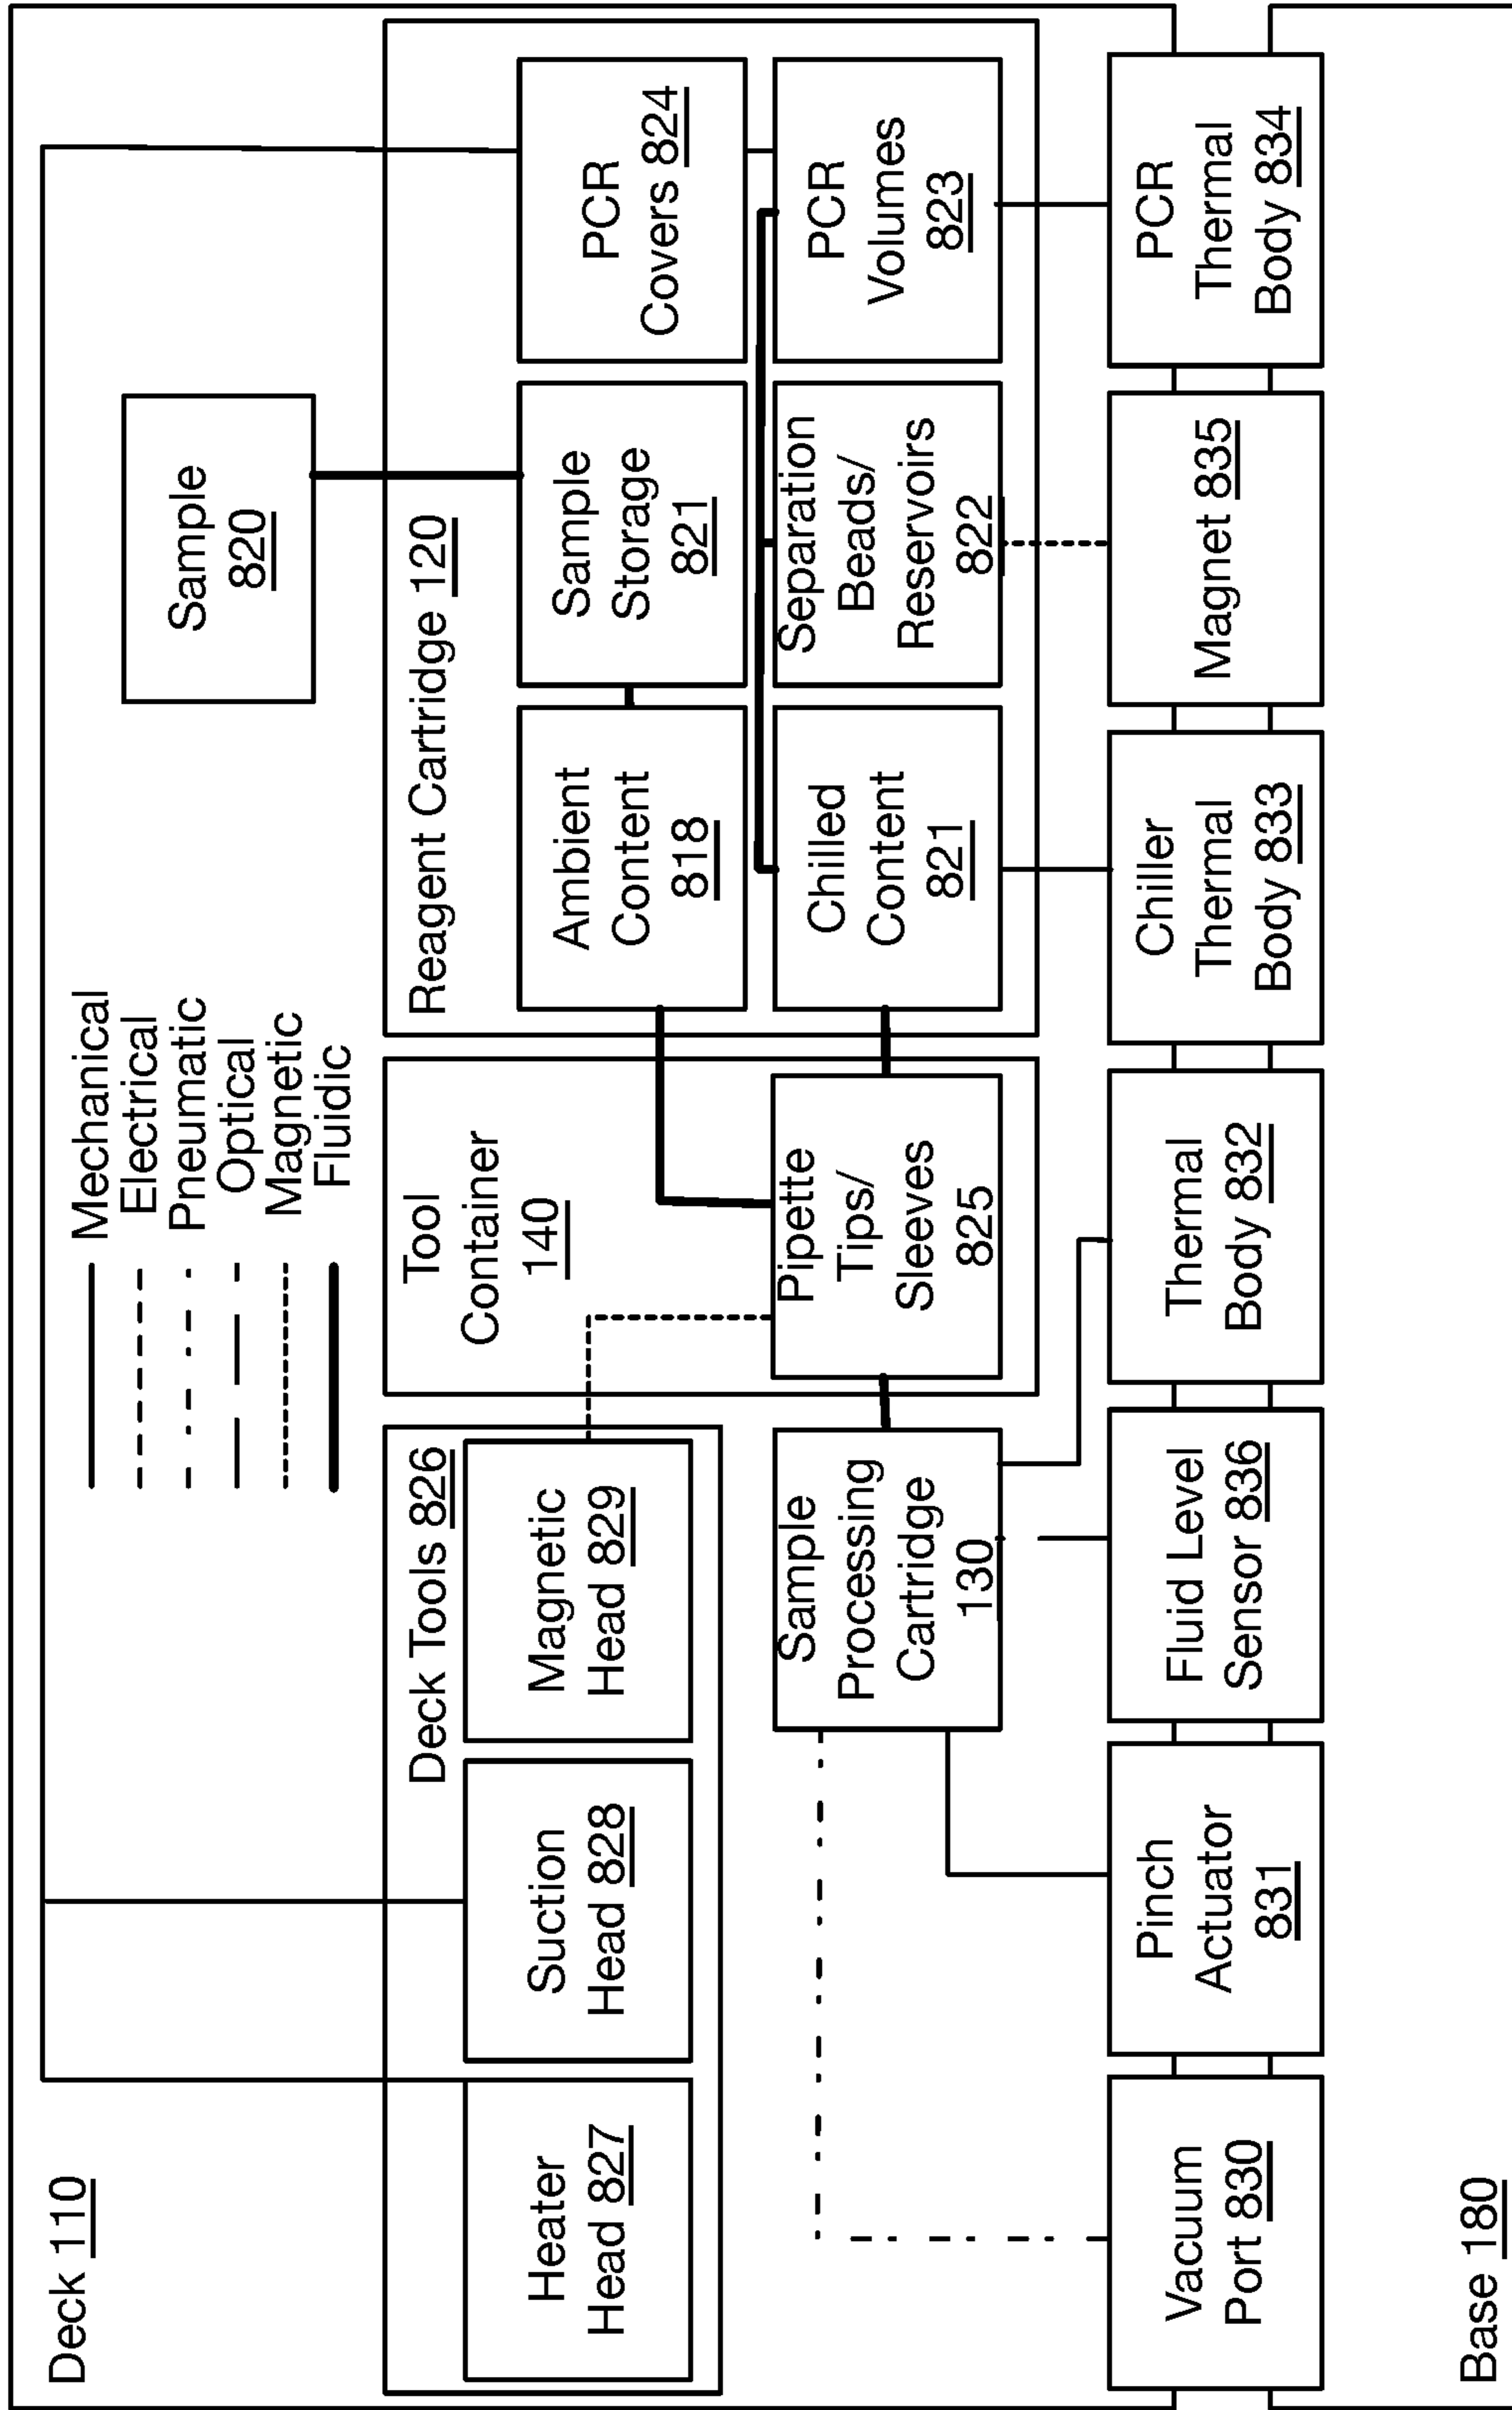 Deck 110
Mechanical
Electrical
Pneumatic
Optical
Magnetic
Fluidic
Sample
820
Deck Tools 826
Heater
Head 827
Suction
Head 828
Magnetic
Head 829
Tool
Container
140
Pipette
Tips/
Sleeves
825
Reagent Cartridge 120
Ambient
Content
818
Sample
Storage
821
PCR
Covers 824
Chilled
Content
821
Separation
Beads/
Reservoirs
822
PCR
Volumes
823
Sample
Processing
Cartridge
130
Vacuum
Port 830
Pinch
Actuator
831
Fluid Level
Sensor 836
Thermal
Body 832
Chiller
Thermal
Body 833
Magnet 835
PCR
Thermal
Body 834
Base 180